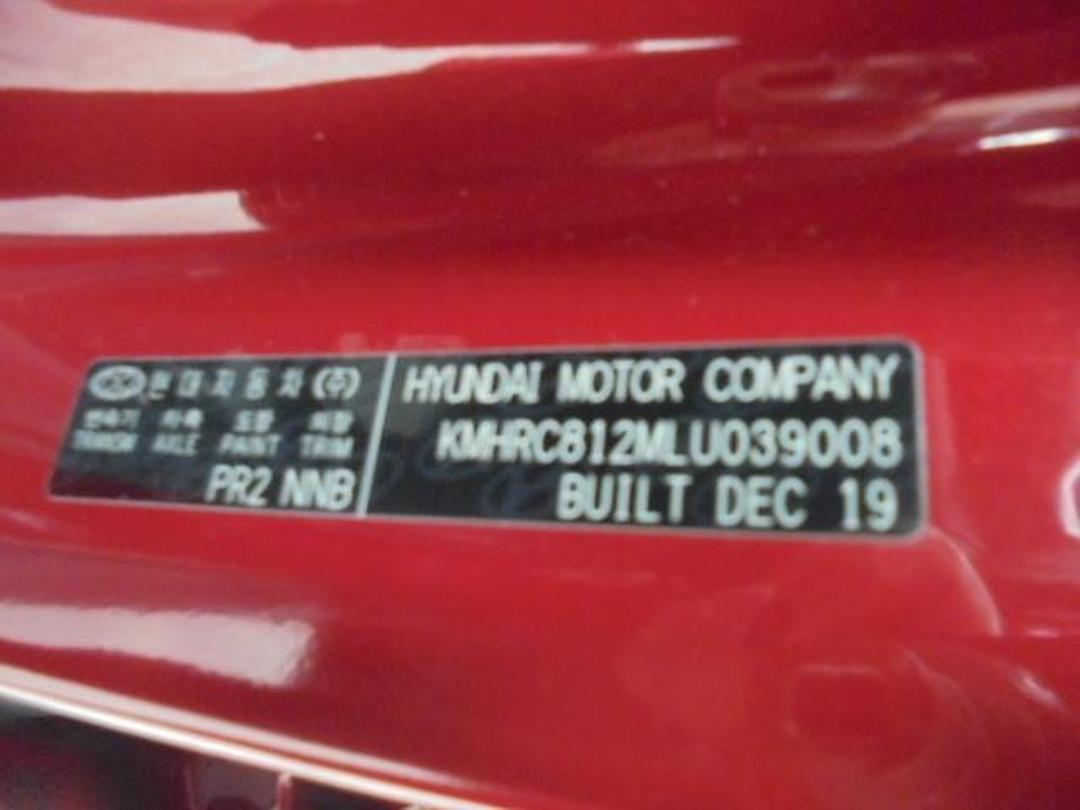 현대자동차(주)
변속기 차축 도장 의장
TRANSM AXLE PAINT TRIM
PR2 NNB
HYUNDAI MOTOR COMPANY
KMHRC812MLU039008
BUILT DEC 19